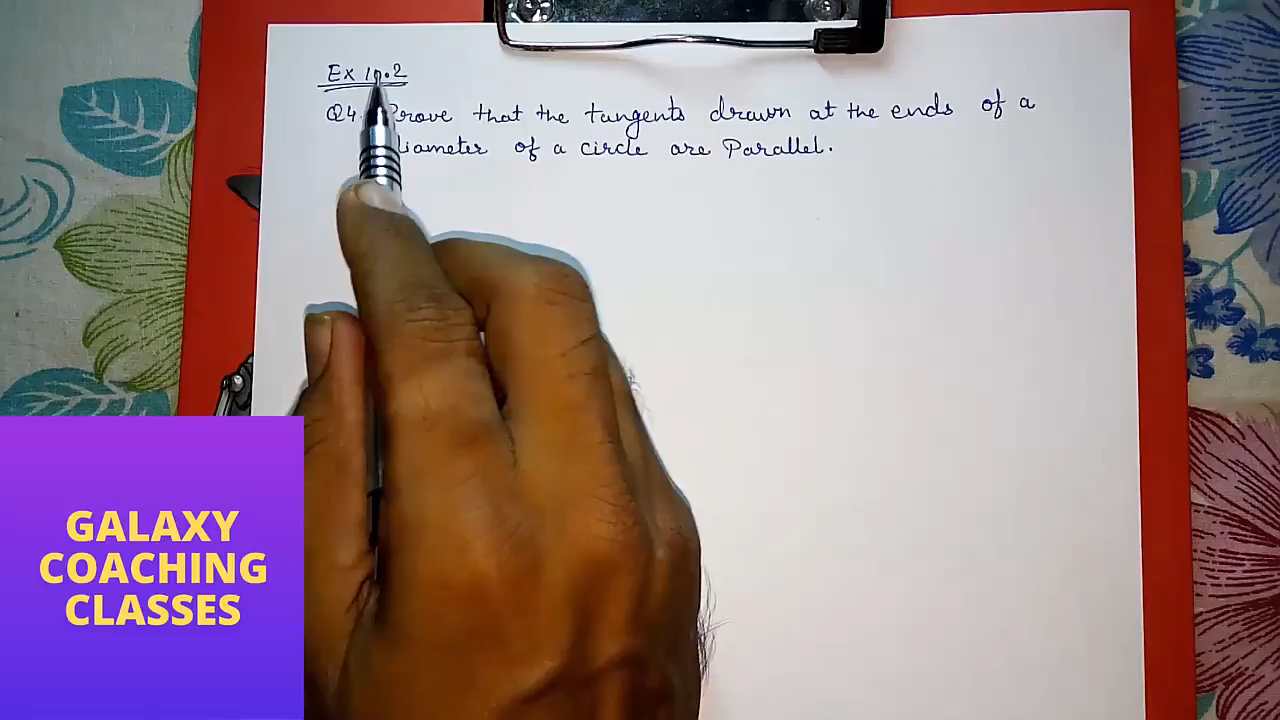 Ex 10.2
Q4. Prove that the tangents drawn at the ends of a
diameter of a circle are Parallel.
GALAXY
COACHING
CLASSES